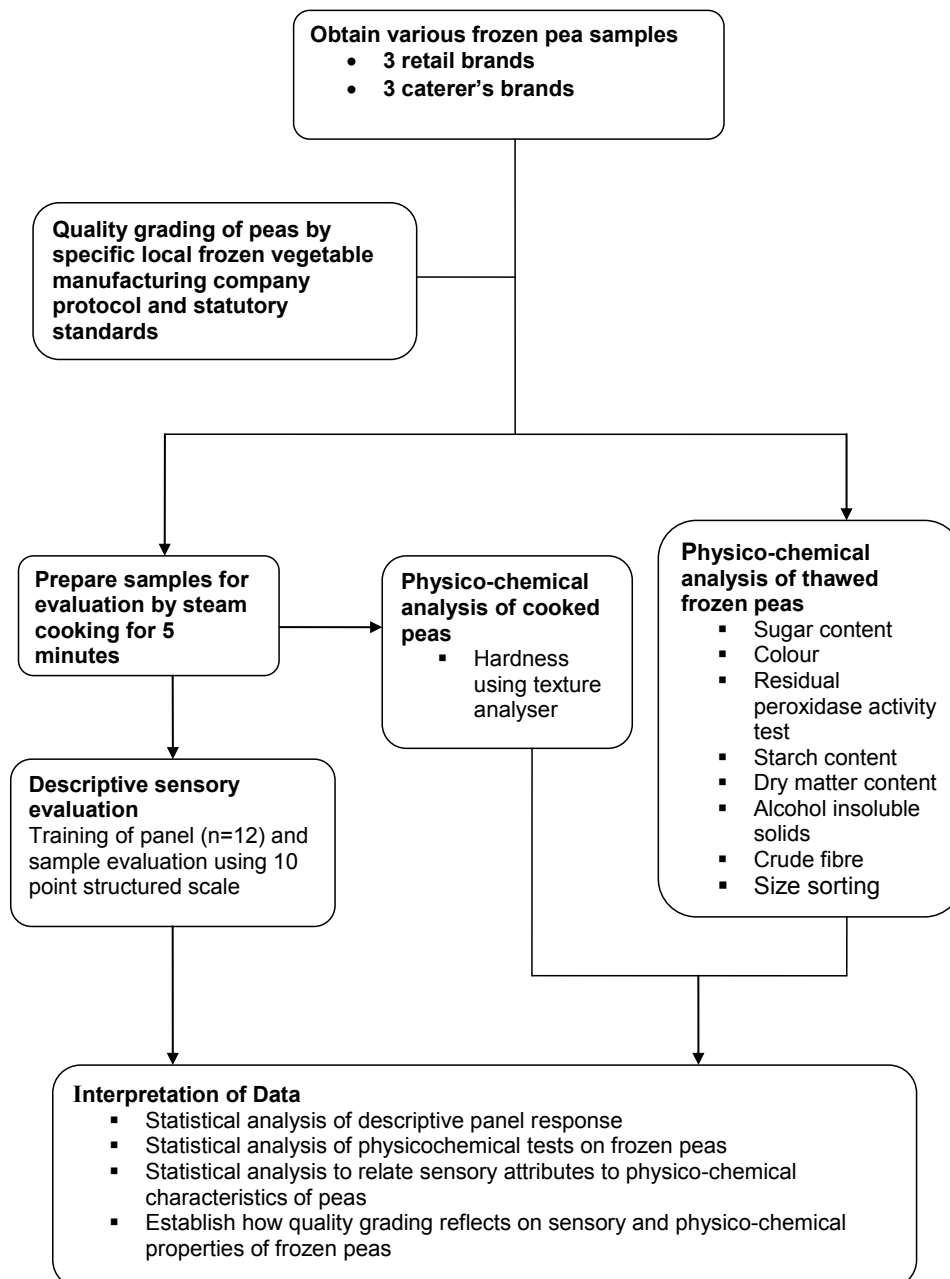 Obtain various frozen pea samples
• 3 retail brands
• 3 caterer's brands
Quality grading of peas by
specific local frozen vegetable
manufacturing company
protocol and statutory
standards
Prepare samples for
evaluation by steam
cooking for 5
minutes
Physico-chemical
analysis of cooked
peas
▪ Hardness
using texture
analyser
Physico-chemical
analysis of thawed
frozen peas
▪ Sugar content
▪ Colour
▪ Residual
peroxidase activity
test
▪ Starch content
▪ Dry matter content
▪ Alcohol insoluble
solids
▪ Crude fibre
▪ Size sorting
Descriptive sensory
evaluation
Training of panel (n=12) and
sample evaluation using 10
point structured scale
Interpretation of Data
▪ Statistical analysis of descriptive panel response
▪ Statistical analysis of physicochemical tests on frozen peas
▪ Statistical analysis to relate sensory attributes to physico-chemical
characteristics of peas
▪ Establish how quality grading reflects on sensory and physico-chemical
properties of frozen peas